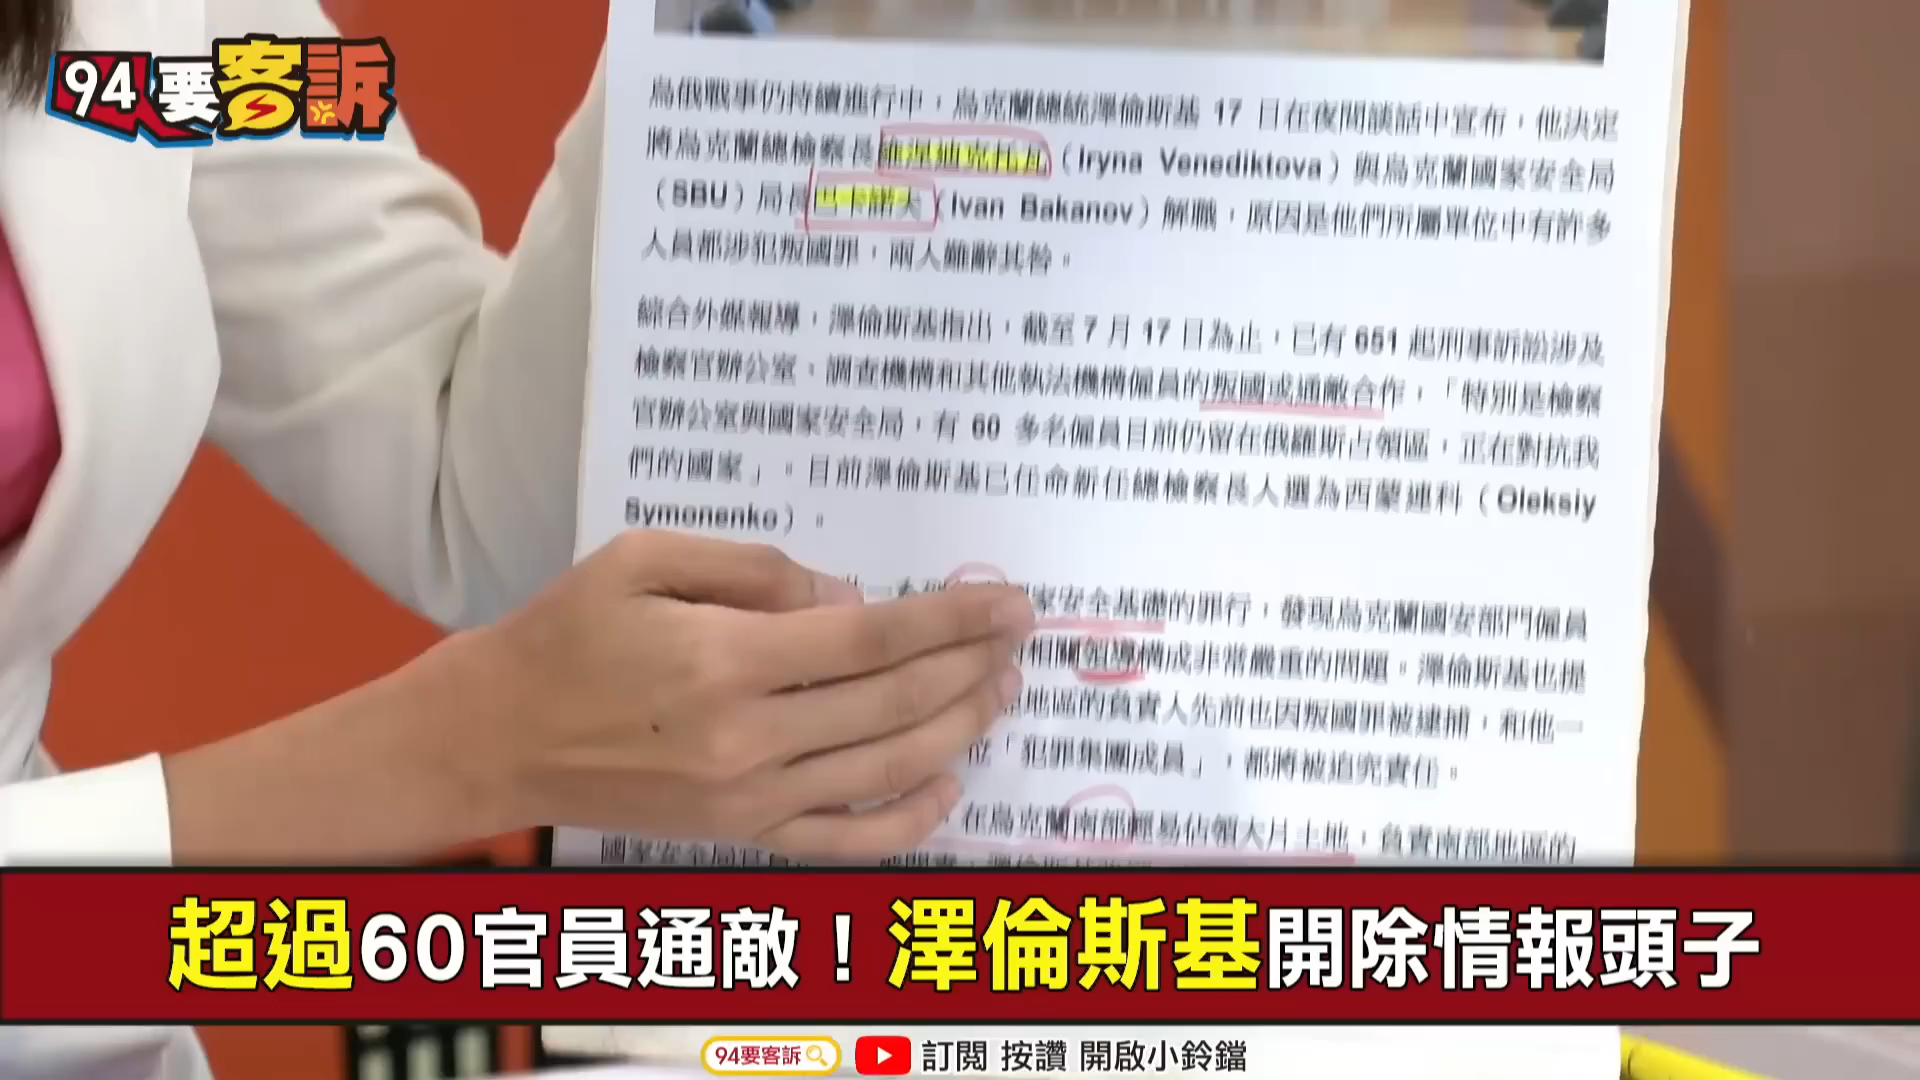 94要客訴
烏俄戰事仍持續進行中，烏克蘭總統澤倫斯基 17 日在夜間談話中宣布，他決定
將烏克蘭總檢察長維涅迪克托瓦（Iryna Venediktova）與烏克蘭國家安全局
（SBU）局長巴卡諾夫（Ivan Bakanov）解職，原因是他們所屬單位中有許多
人員都涉犯叛國罪，兩人難辭其咎。
綜合外媒報導，澤倫斯基指出，截至 7 月 17 日為止，已有 651 起刑事訴訟涉及
檢察官辦公室、調查機構和其他執法機構僱員的叛國或通敵合作，「特別是檢察
官辦公室與國家安全局，有 60 多名僱員目前仍留在俄羅斯占領區，正在對抗我
們的國家」。目前澤倫斯基已任命新任總檢察長人選為西蒙連科（Oleksiy
Symonenko）。
家安全基礎的罪行，發現烏克蘭國安部門僱員
相關領導構成非常嚴重的問題。澤倫斯基也提
地區的負責人先前也因叛國罪被逮捕，和他一
「犯罪集團成員」，都將被追究責任。
，在烏克蘭南部輕易佔領大片土地，負責南部地區的
國家安全局官員
超過60官員通敵！澤倫斯基開除情報頭子
94要客訴 訂閱 按讚 開啟小鈴鐺